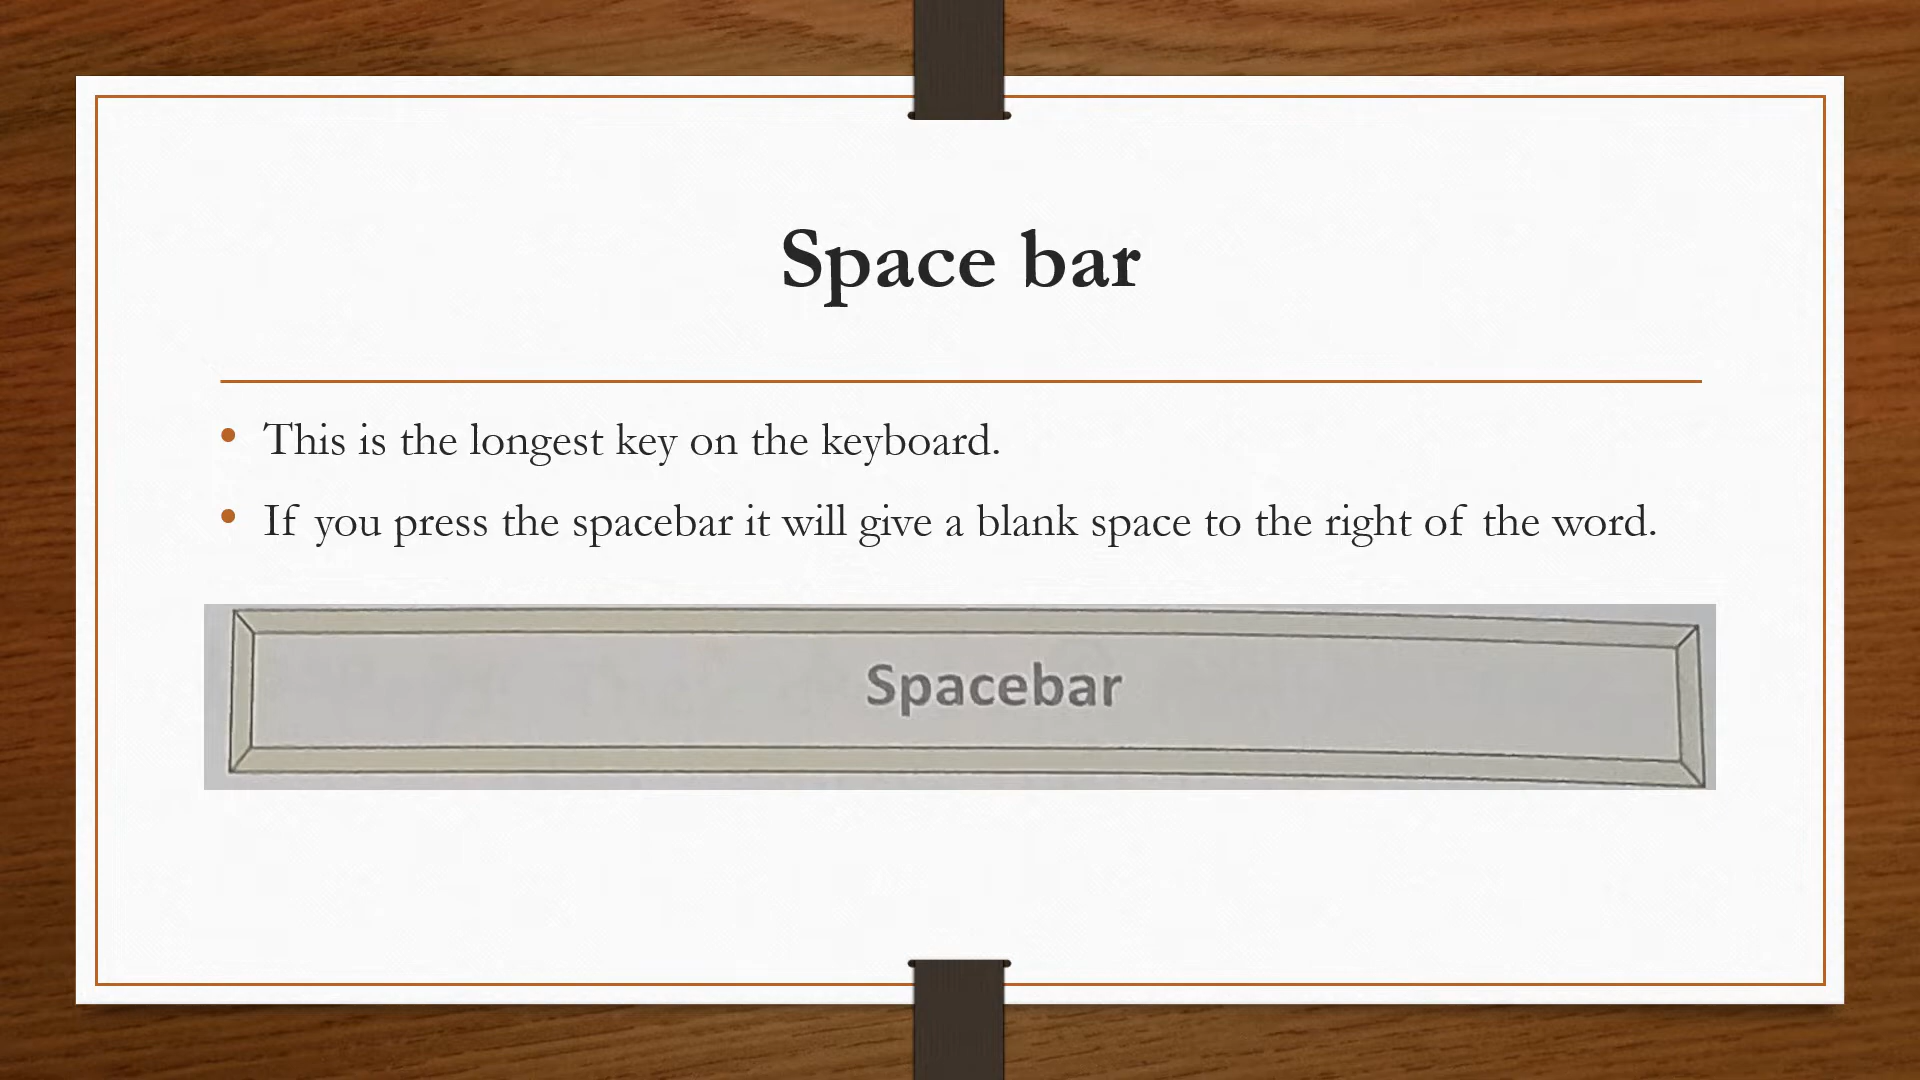 Space bar
• This is the longest key on the keyboard.
• If you press the spacebar it will give a blank space to the right of the word.
Spacebar